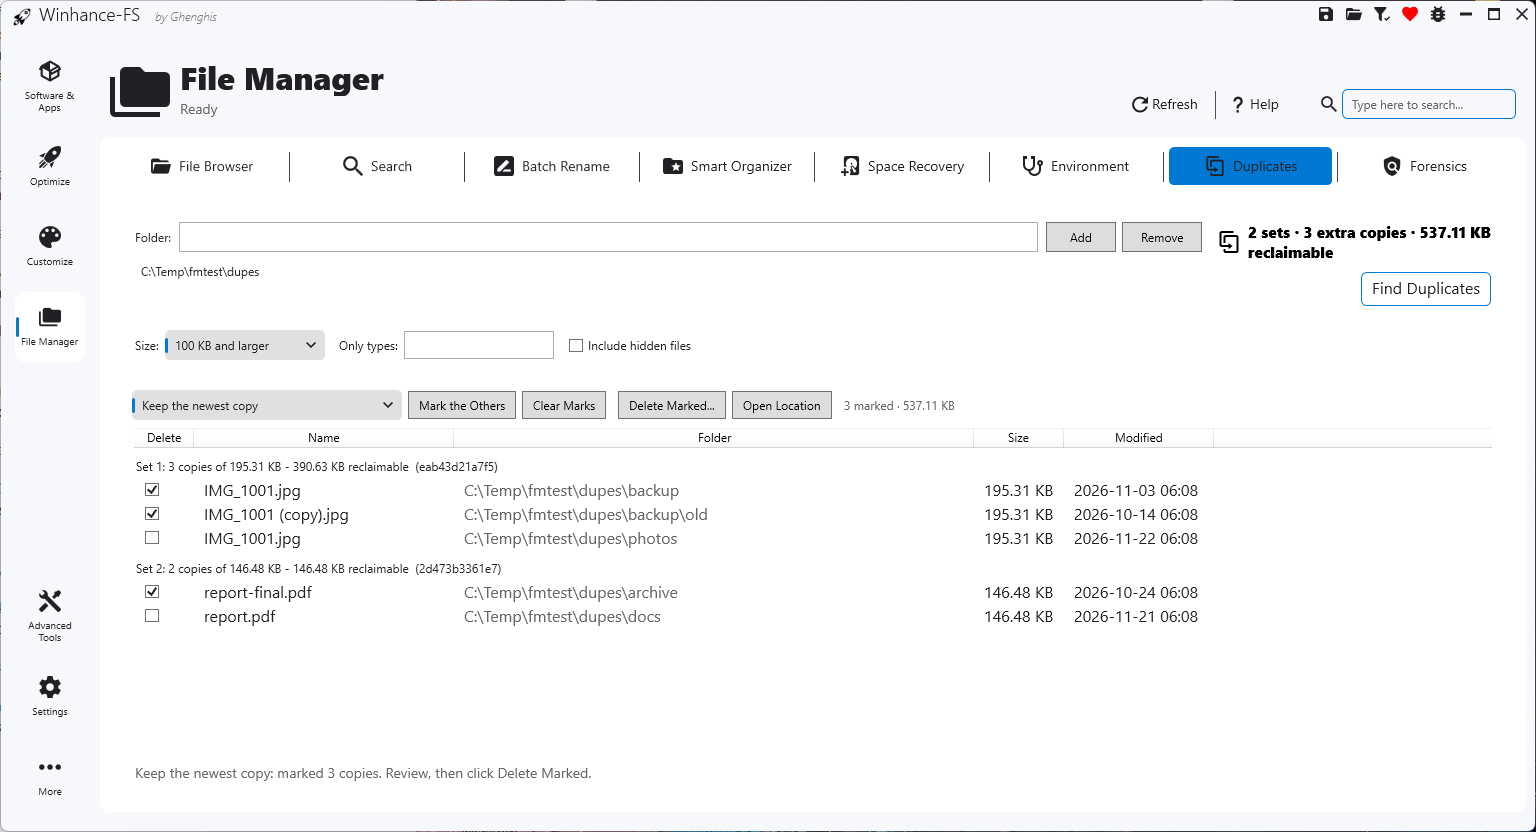 Winhance-FS by Ghenghis
Software & Apps
Optimize
Customize
File Manager
Advanced Tools
Settings
More
File Manager
Ready
Refresh
? Help
Type here to search...
File Browser
Search
Batch Rename
Smart Organizer
Space Recovery
Environment
Duplicates
Forensics
Folder:
Add
Remove
2 sets · 3 extra copies · 537.11 KB
reclaimable
C:\Temp\fmtest\dupes
Find Duplicates
Size: 100 KB and larger
Only types:
Include hidden files
Keep the newest copy
Mark the Others
Clear Marks
Delete Marked...
Open Location
3 marked · 537.11 KB
Delete Name Folder Size Modified
Set 1: 3 copies of 195.31 KB - 390.63 KB reclaimable (eab43d21a7f5)
IMG_1001.jpg C:\Temp\fmtest\dupes\backup 195.31 KB 2026-11-03 06:08
IMG_1001 (copy).jpg C:\Temp\fmtest\dupes\backup\old 195.31 KB 2026-10-14 06:08
IMG_1001.jpg C:\Temp\fmtest\dupes\photos 195.31 KB 2026-11-22 06:08
Set 2: 2 copies of 146.48 KB - 146.48 KB reclaimable (2d473b3361e7)
report-final.pdf C:\Temp\fmtest\dupes\archive 146.48 KB 2026-10-24 06:08
report.pdf C:\Temp\fmtest\dupes\docs 146.48 KB 2026-11-21 06:08
Keep the newest copy: marked 3 copies. Review, then click Delete Marked.